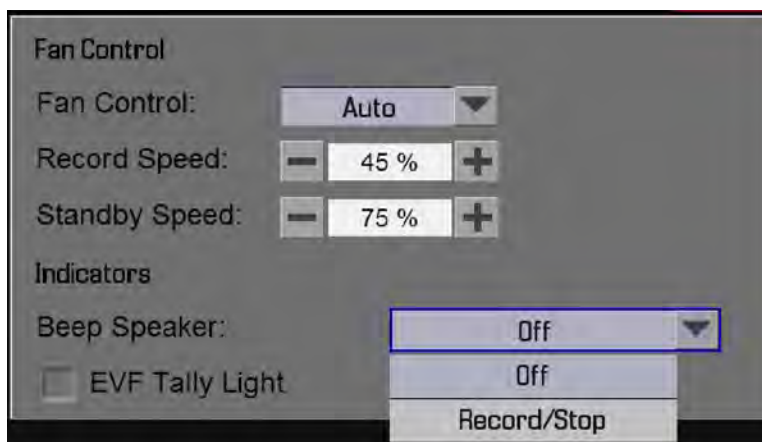 Fan Control
Fan Control: Auto
Record Speed: 45 %
Standby Speed: 75 %
Indicators
Beep Speaker: Off
Off
EVF Tally Light
Record/Stop